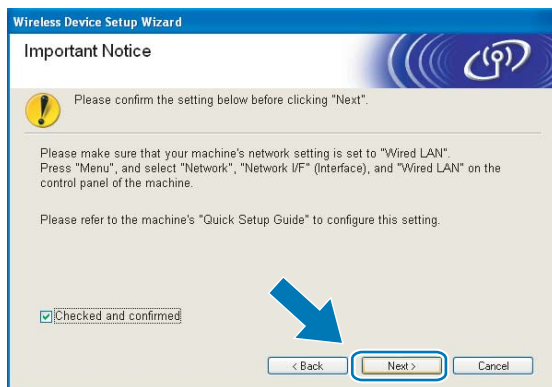 Wireless Device Setup Wizard
Important Notice
Please confirm the setting below before clicking "Next".
Please make sure that your machine's network setting is set to "Wired LAN".
Press "Menu", and select "Network", "Network I/F" (Interface), and "Wired LAN" on the
control panel of the machine.
Please refer to the machine's "Quick Setup Guide" to configure this setting.
Checked and confirmed
< Back Next > Cancel